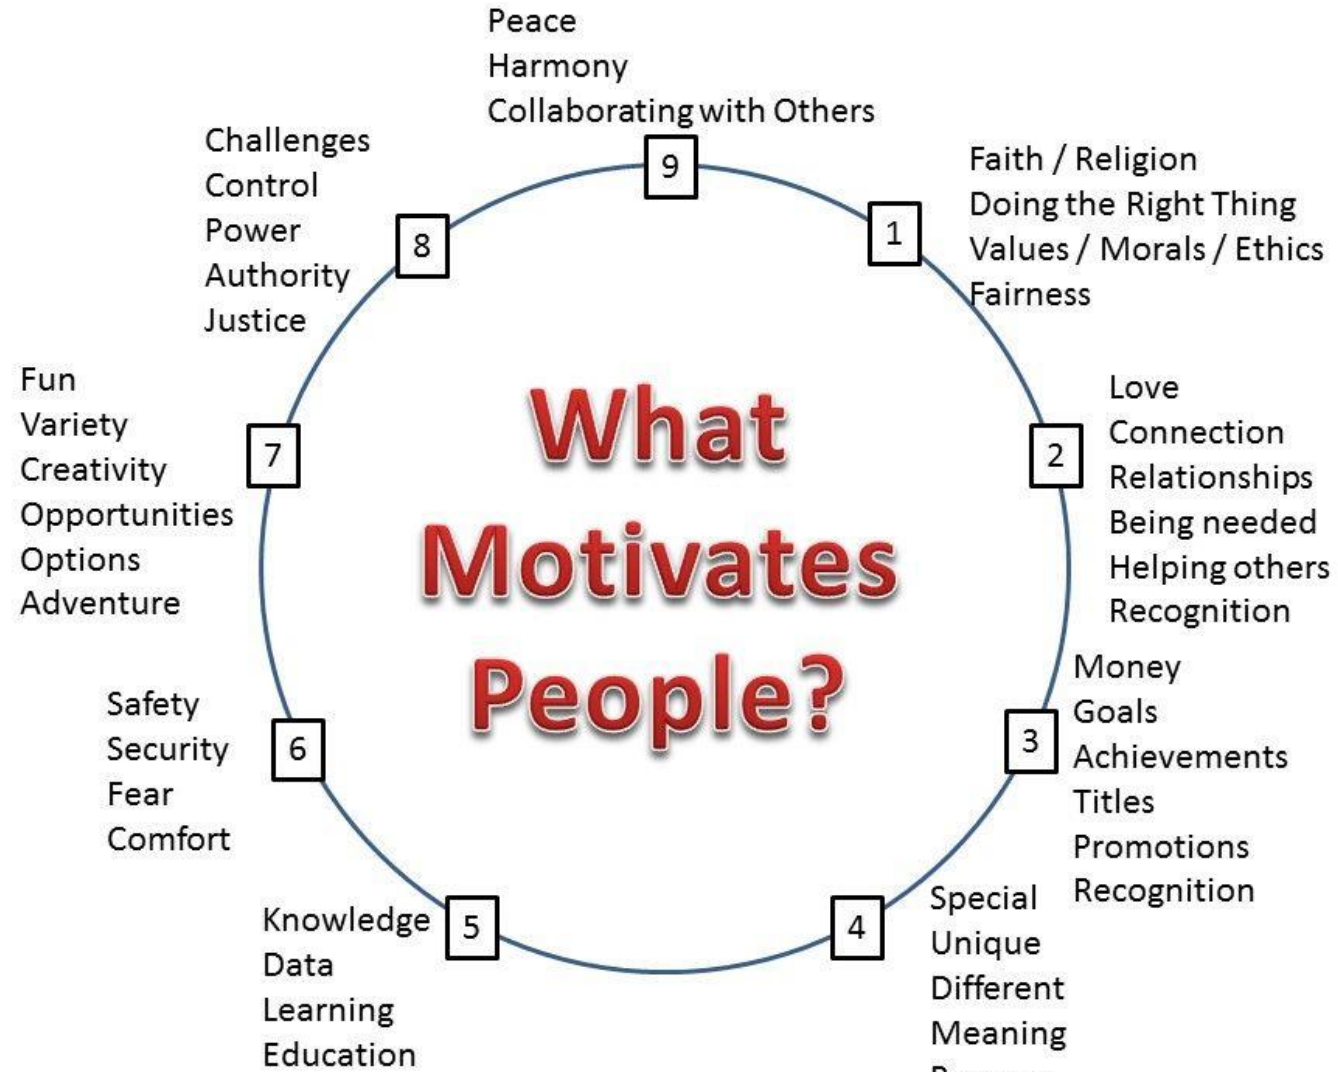 Peace
Harmony
Collaborating with Others
9
Faith / Religion
Doing the Right Thing
Values / Morals / Ethics
Fairness
1
Love
Connection
Relationships
Being needed
Helping others
Recognition
2
Money
Goals
Achievements
Titles
Promotions
Recognition
3
Special
Unique
Different
Meaning
4
Knowledge
Data
Learning
Education
5
Safety
Security
Fear
Comfort
6
Fun
Variety
Creativity
Opportunities
Options
Adventure
7
Challenges
Control
Power
Authority
Justice
8
What
Motivates
People?